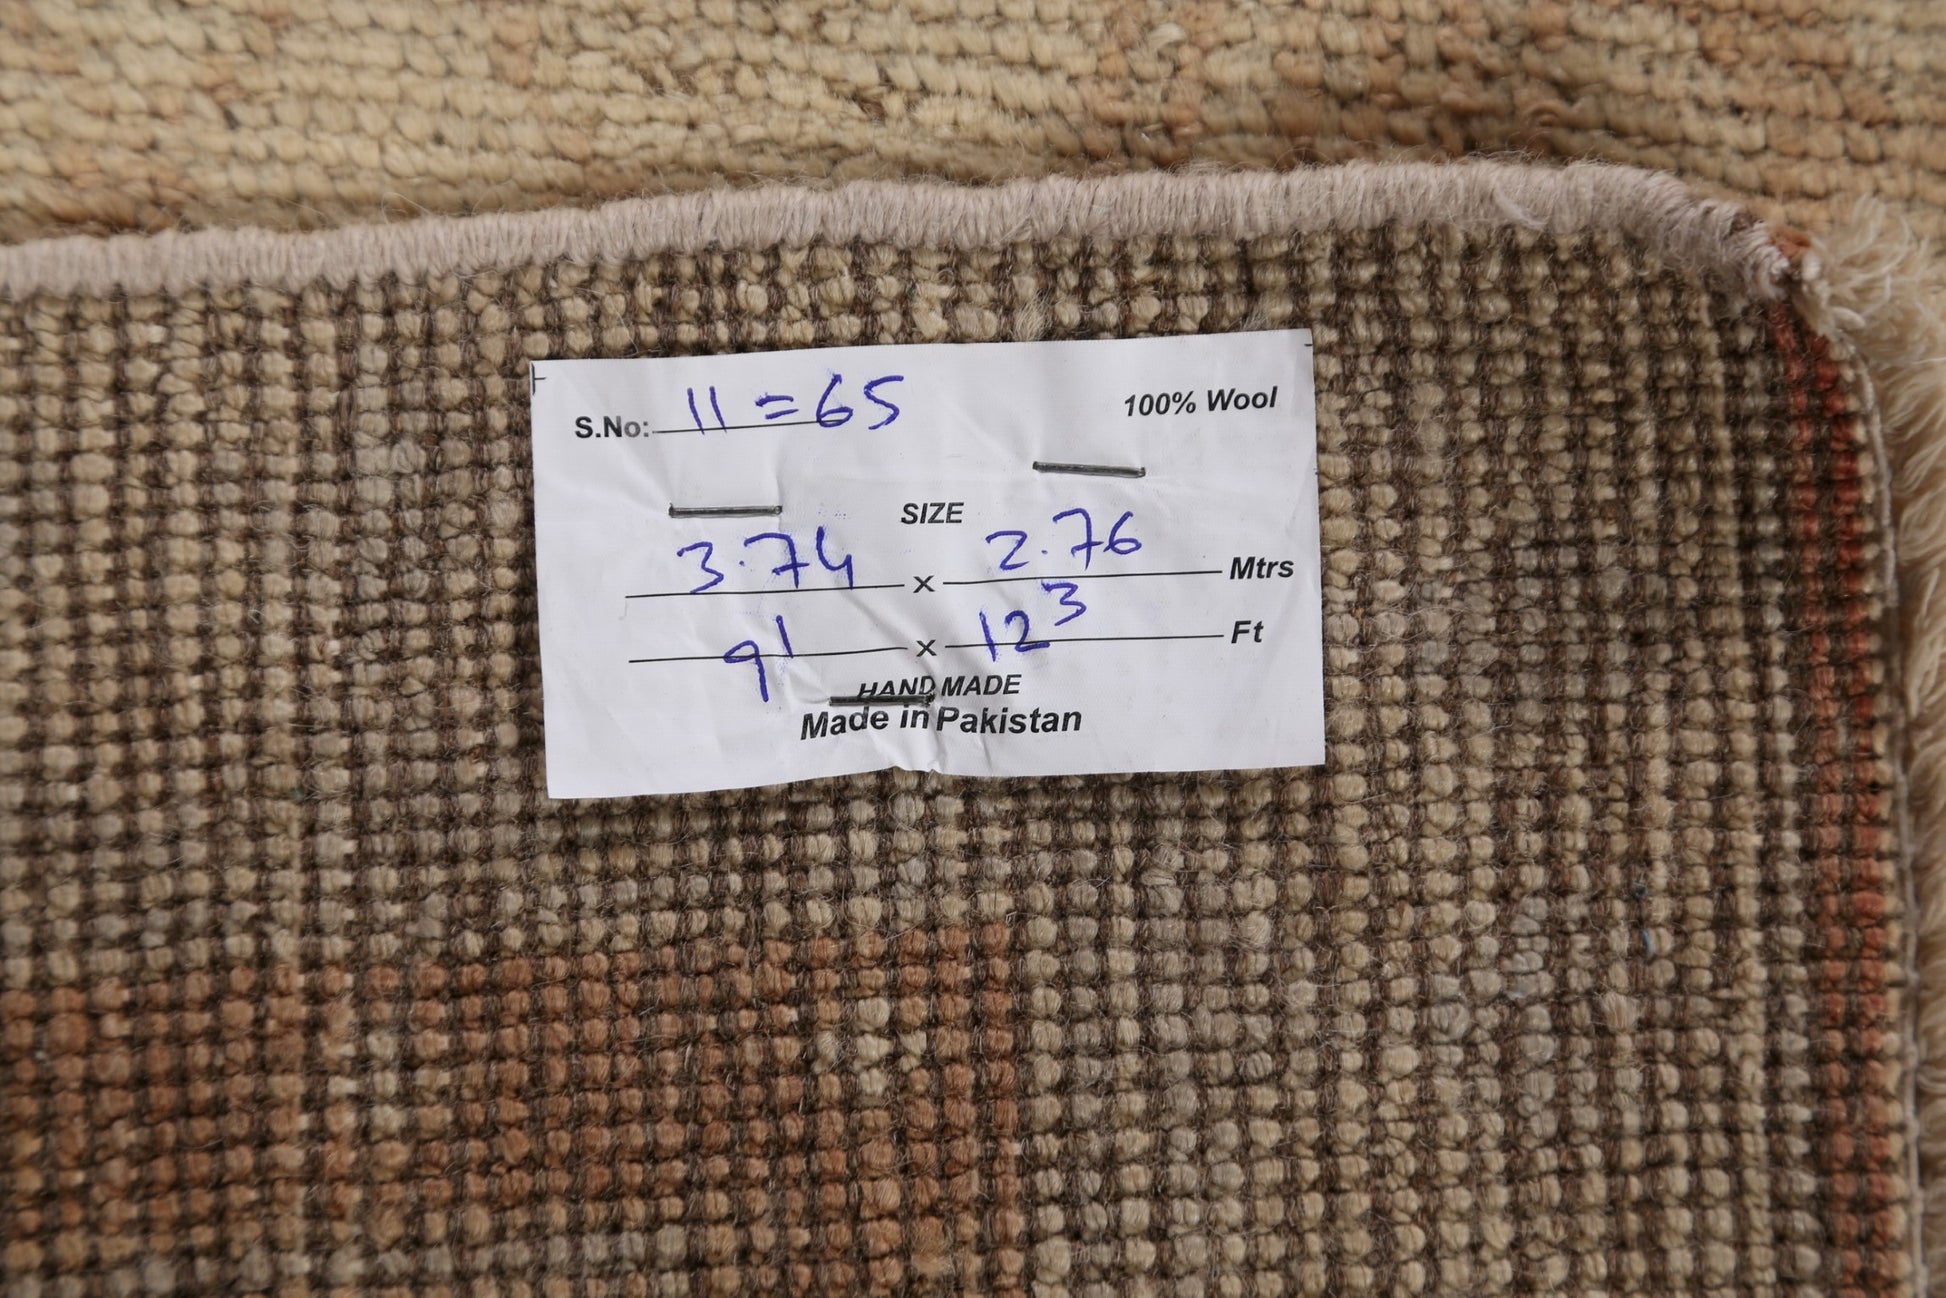 S.No: 11=65 100% Wool
SIZE
3.74 x 2.76 Mtrs
9' x 12 3 Ft
HAND MADE
Made in Pakistan